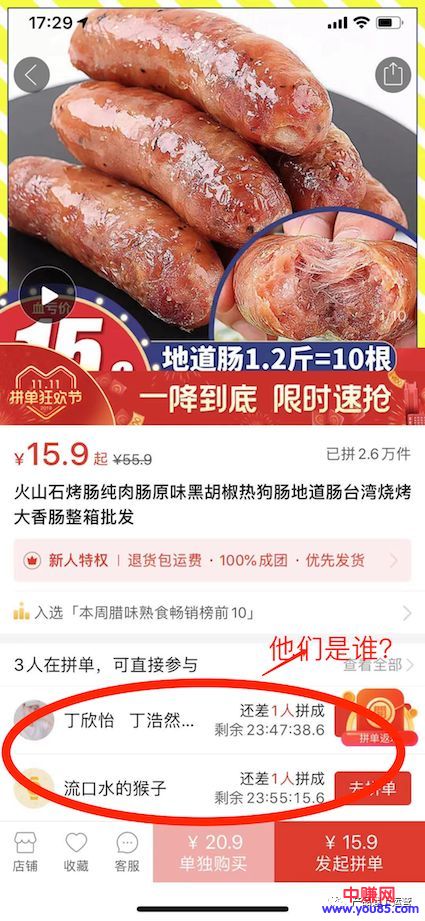 17:29
血亏价
15.9
1/10
地道肠1.2斤=10根
11.11
拼单狂欢节
2019
一降到底 限时速抢
¥15.9起 ¥55.9 已拼2.6万件
火山石烤肠纯肉肠原味黑胡椒热狗肠地道肠台湾烧烤
大香肠整箱批发
新人特权 | 退货包运费 · 100%成团 · 优先发货
入选「本周腊味熟食畅销榜前10」
他们是谁?
3人在拼单，可直接参与 查看全部
丁欣怡 丁浩然... 还差1人拼成
剩余23:47:38.6
拼单返
流口水的猴子 还差1人拼成
剩余23:55:15.6
去拼单
店铺 收藏 客服
¥ 20.9
单独购买
¥ 15.9
发起拼单
中赚网
www.you85.com